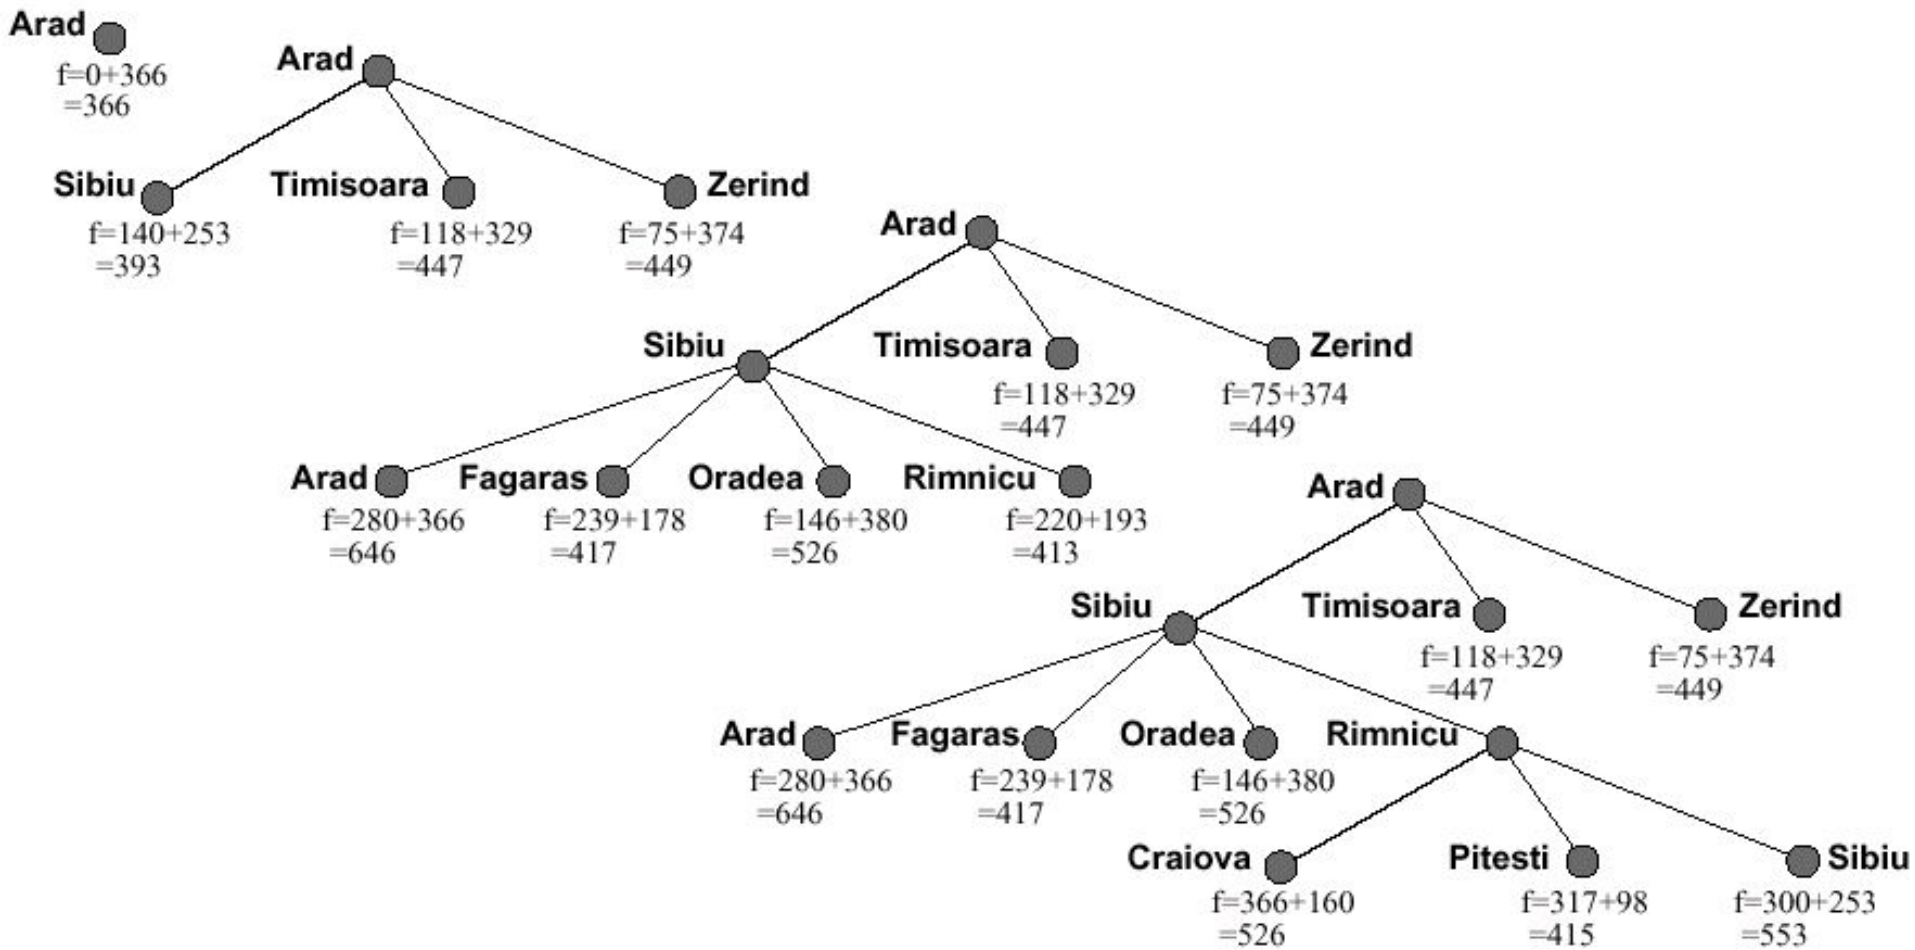 Arad
f=0+366
=366
Arad
Sibiu
f=140+253
=393
Timisoara
f=118+329
=447
Zerind
f=75+374
=449
Arad
Sibiu
Timisoara
f=118+329
=447
Zerind
f=75+374
=449
Arad
f=280+366
=646
Fagaras
f=239+178
=417
Oradea
f=146+380
=526
Rimnicu
f=220+193
=413
Arad
Sibiu
Timisoara
f=118+329
=447
Zerind
f=75+374
=449
Arad
f=280+366
=646
Fagaras
f=239+178
=417
Oradea
f=146+380
=526
Rimnicu
Craiova
f=366+160
=526
Pitesti
f=317+98
=415
Sibiu
f=300+253
=553